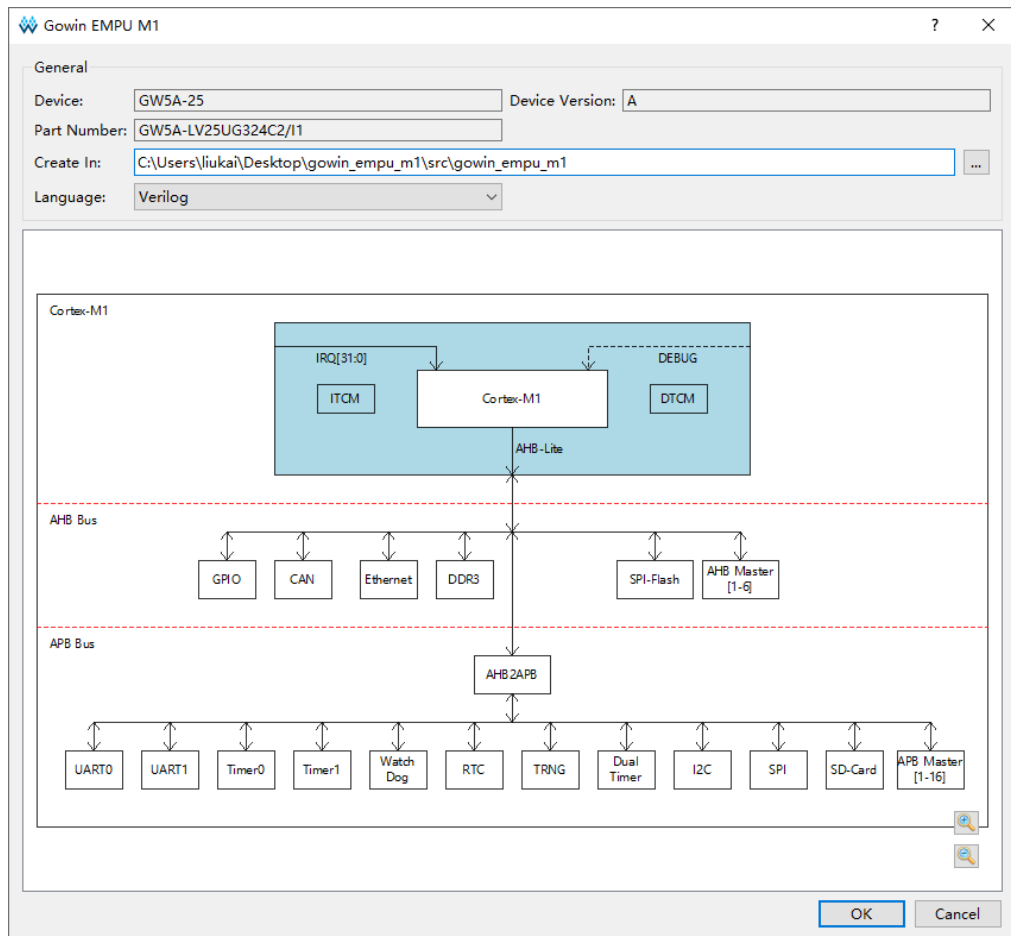 Gowin EMPU M1
?
General
Device: GW5A-25 Device Version: A
Part Number: GW5A-LV25UG324C2/I1
Create In: C:\Users\liukai\Desktop\gowin_empu_m1\src\gowin_empu_m1 ...
Language: Verilog
Cortex-M1
IRQ[31:0] DEBUG
ITCM Cortex-M1 DTCM
AHB-Lite
AHB Bus
GPIO CAN Ethernet DDR3 SPI-Flash AHB Master
[1-6]
APB Bus
AHB2APB
UART0 UART1 Timer0 Timer1 Watch
Dog RTC TRNG Dual
Timer I2C SPI SD-Card APB Master
[1-16]
OK Cancel